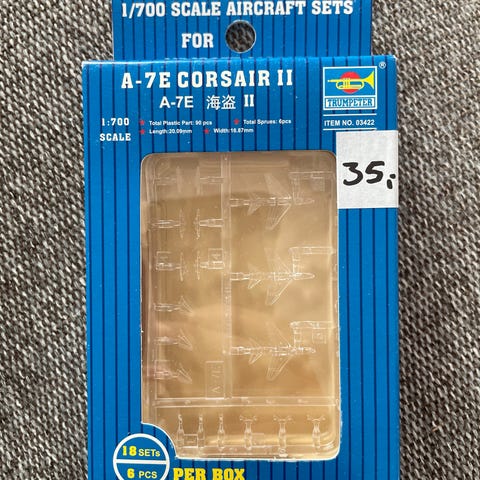 1/700 SCALE AIRCRAFT SETS
FOR
A-7E CORSAIR II
A-7E 海盗 II
TRUMPETER
®
1:700
SCALE
★ Total Plastic Part: 90 pcs ★ Total Sprues: 6pcs
★ Length:20.09mm ★ Width:16.87mm
ITEM NO. 03422
35,-
A-7E
18 SETs
6 PCS
PER BOX